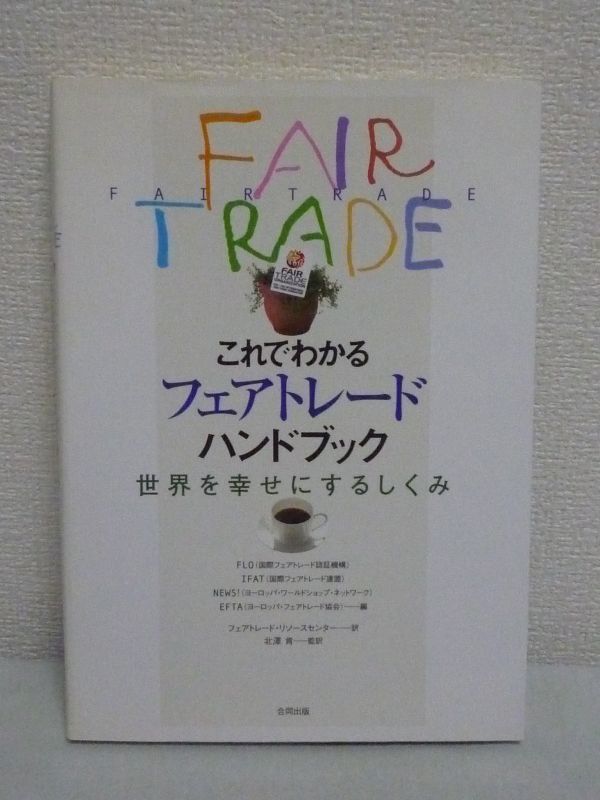 FAIR
FAIRTRADE
TRADE
FAIR
TRADE
これでわかる
フェアトレード
ハンドブック
世界を幸せにするしくみ
FLO(国際フェアトレード認証機構)
IFAT(国際フェアトレード連盟)
NEWS!(ヨーロッパ・ワールドショップ・ネットワーク)
EFTA(ヨーロッパ・フェアトレード協会)──編
フェアトレード・リソースセンター──訳
北澤 肯──監訳
合同出版